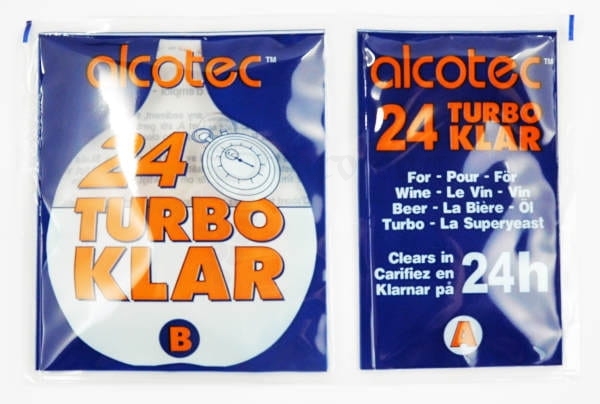 alcotec™
24
TURBO
KLAR
B
alcotec™
24 TURBO
KLAR
For - Pour - För
Wine - Le Vin - Vin
Beer - La Bière - Öl
Turbo - La Superyeast
Clears in
Carifiez en
Klarnar på
24h
A